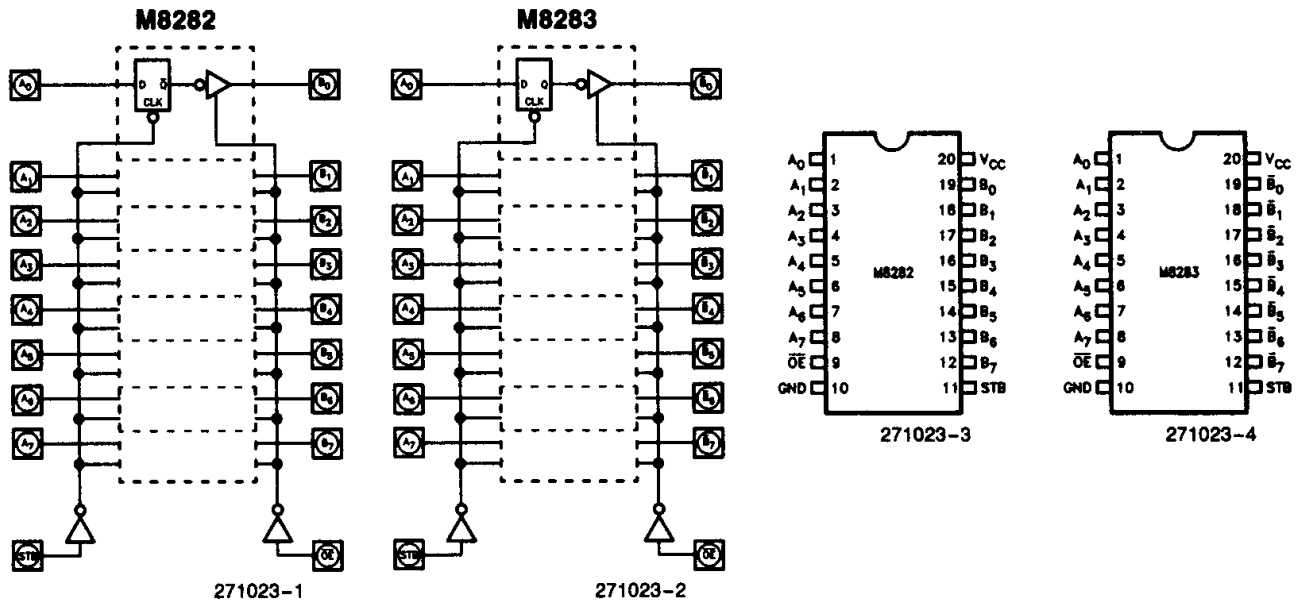 M8282
A0 D Q̄ CLK B0
A1 B1
A2 B2
A3 B3
A4 B4
A5 B5
A6 B6
A7 B7
STB O̅E̅
271023-1
M8283
A0 D Q CLK B̄0
A1 B̄1
A2 B̄2
A3 B̄3
A4 B̄4
A5 B̄5
A6 B̄6
A7 B̄7
STB O̅E̅
271023-2
A0 1 20 VCC
A1 2 19 B0
A2 3 18 B1
A3 4 17 B2
A4 5 16 B3
M8282
A5 6 15 B4
A6 7 14 B5
A7 8 13 B6
O̅E̅ 9 12 B7
GND 10 11 STB
271023-3
A0 1 20 VCC
A1 2 19 B̄0
A2 3 18 B̄1
A3 4 17 B̄2
A4 5 16 B̄3
M8283
A5 6 15 B̄4
A6 7 14 B̄5
A7 8 13 B̄6
O̅E̅ 9 12 B̄7
GND 10 11 STB
271023-4